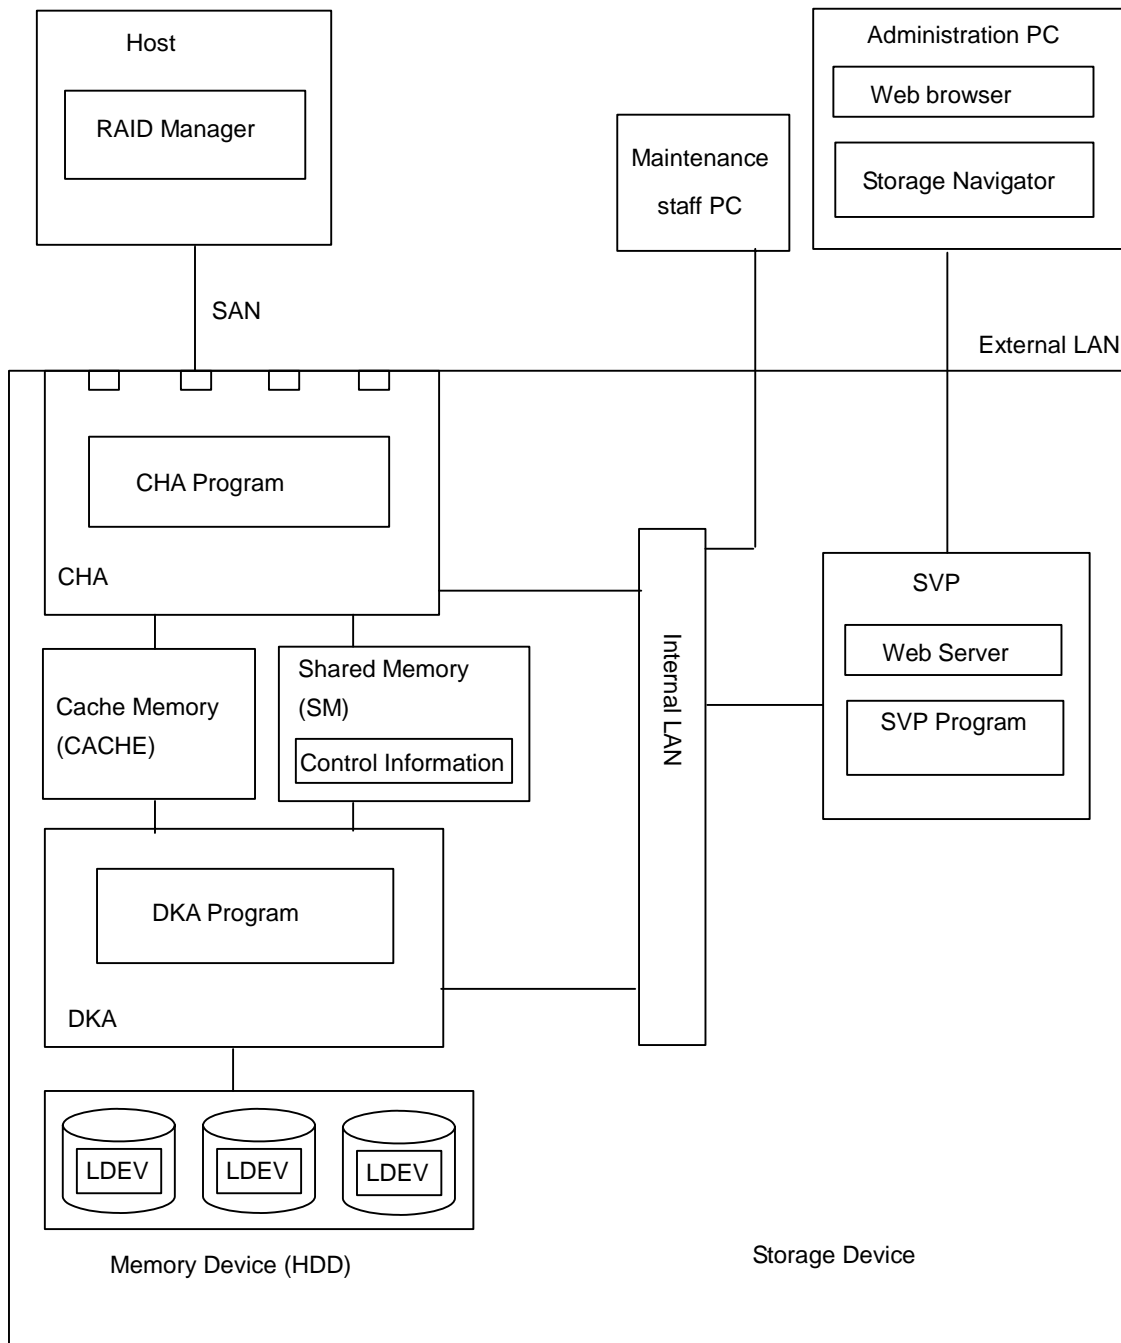 Host
RAID Manager
Administration PC
Web browser
Storage Navigator
Maintenance
staff PC
SAN
External LAN
CHA Program
CHA
Internal LAN
SVP
Web Server
SVP Program
Cache Memory
(CACHE)
Shared Memory
(SM)
Control Information
DKA Program
DKA
LDEV
LDEV
LDEV
Memory Device (HDD)
Storage Device